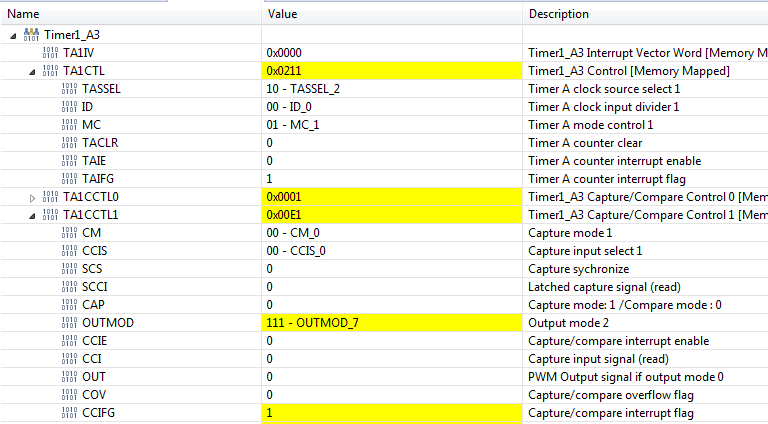 Name Value Description
Timer1_A3
TA1IV 0x0000 Timer1_A3 Interrupt Vector Word [Memory M
TA1CTL 0x0211 Timer1_A3 Control [Memory Mapped]
TASSEL 10 - TASSEL_2 Timer A clock source select 1
ID 00 - ID_0 Timer A clock input divider 1
MC 01 - MC_1 Timer A mode control 1
TACLR 0 Timer A counter clear
TAIE 0 Timer A counter interrupt enable
TAIFG 1 Timer A counter interrupt flag
TA1CCTL0 0x0001 Timer1_A3 Capture/Compare Control 0 [Mem
TA1CCTL1 0x00E1 Timer1_A3 Capture/Compare Control 1 [Mem
CM 00 - CM_0 Capture mode 1
CCIS 00 - CCIS_0 Capture input select 1
SCS 0 Capture sychronize
SCCI 0 Latched capture signal (read)
CAP 0 Capture mode: 1 /Compare mode : 0
OUTMOD 111 - OUTMOD_7 Output mode 2
CCIE 0 Capture/compare interrupt enable
CCI 0 Capture input signal (read)
OUT 0 PWM Output signal if output mode 0
COV 0 Capture/compare overflow flag
CCIFG 1 Capture/compare interrupt flag